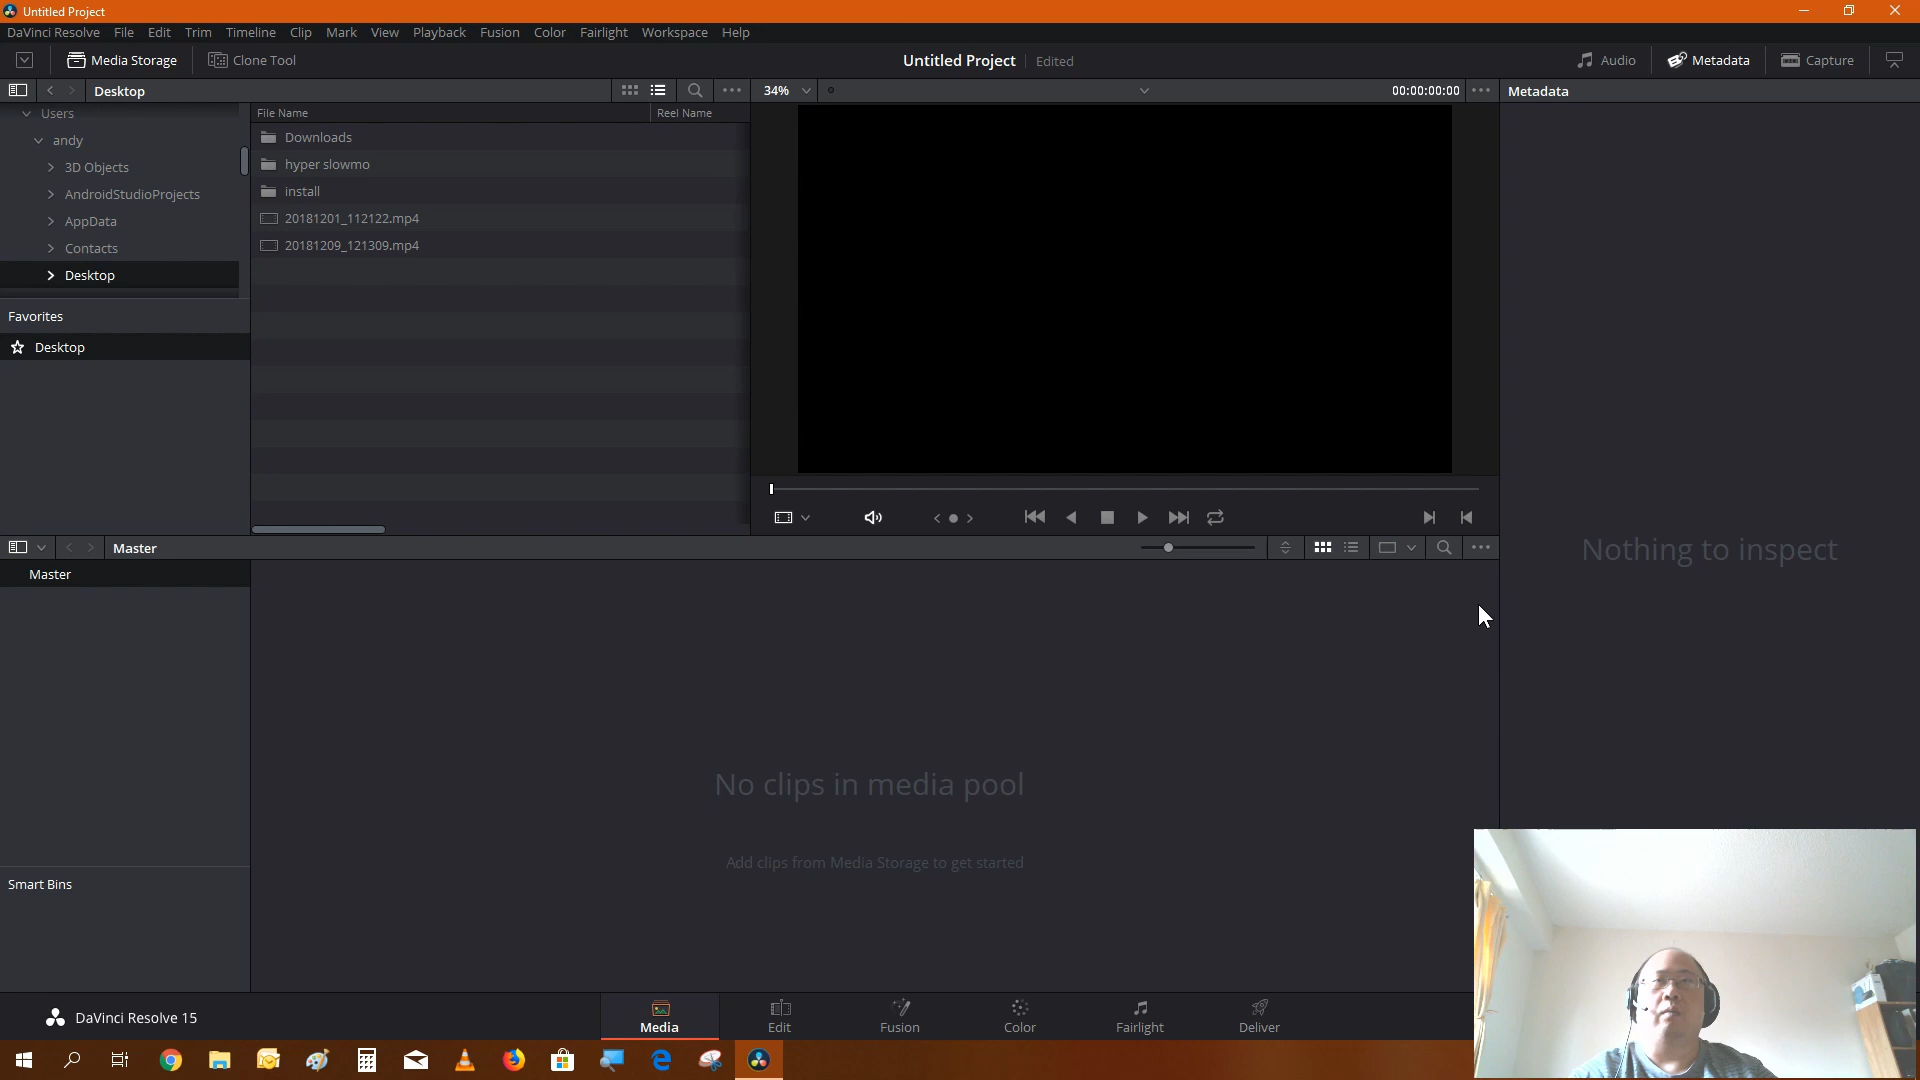 Untitled Project
DaVinci Resolve File Edit Trim Timeline Clip Mark View Playback Fusion Color Fairlight Workspace Help
Media Storage Clone Tool Untitled Project Edited Audio Metadata Capture
Desktop 34% 00:00:00:00 Metadata
Users
File Name Reel Name
andy
Downloads
3D Objects
hyper slowmo
AndroidStudioProjects
install
AppData
20181201_112122.mp4
Contacts
20181209_121309.mp4
Desktop
Favorites
Desktop
Master
Master
Nothing to inspect
No clips in media pool
Add clips from Media Storage to get started
Smart Bins
DaVinci Resolve 15
Media Edit Fusion Color Fairlight Deliver